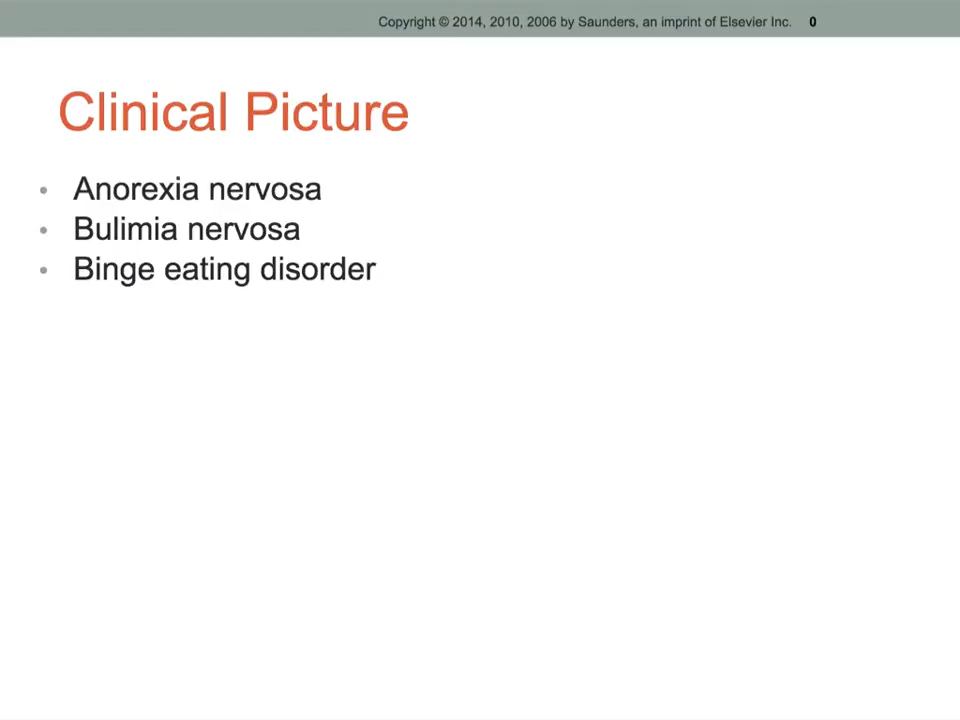 Copyright © 2014, 2010, 2006 by Saunders, an imprint of Elsevier Inc. 0
Clinical Picture
• Anorexia nervosa
• Bulimia nervosa
• Binge eating disorder